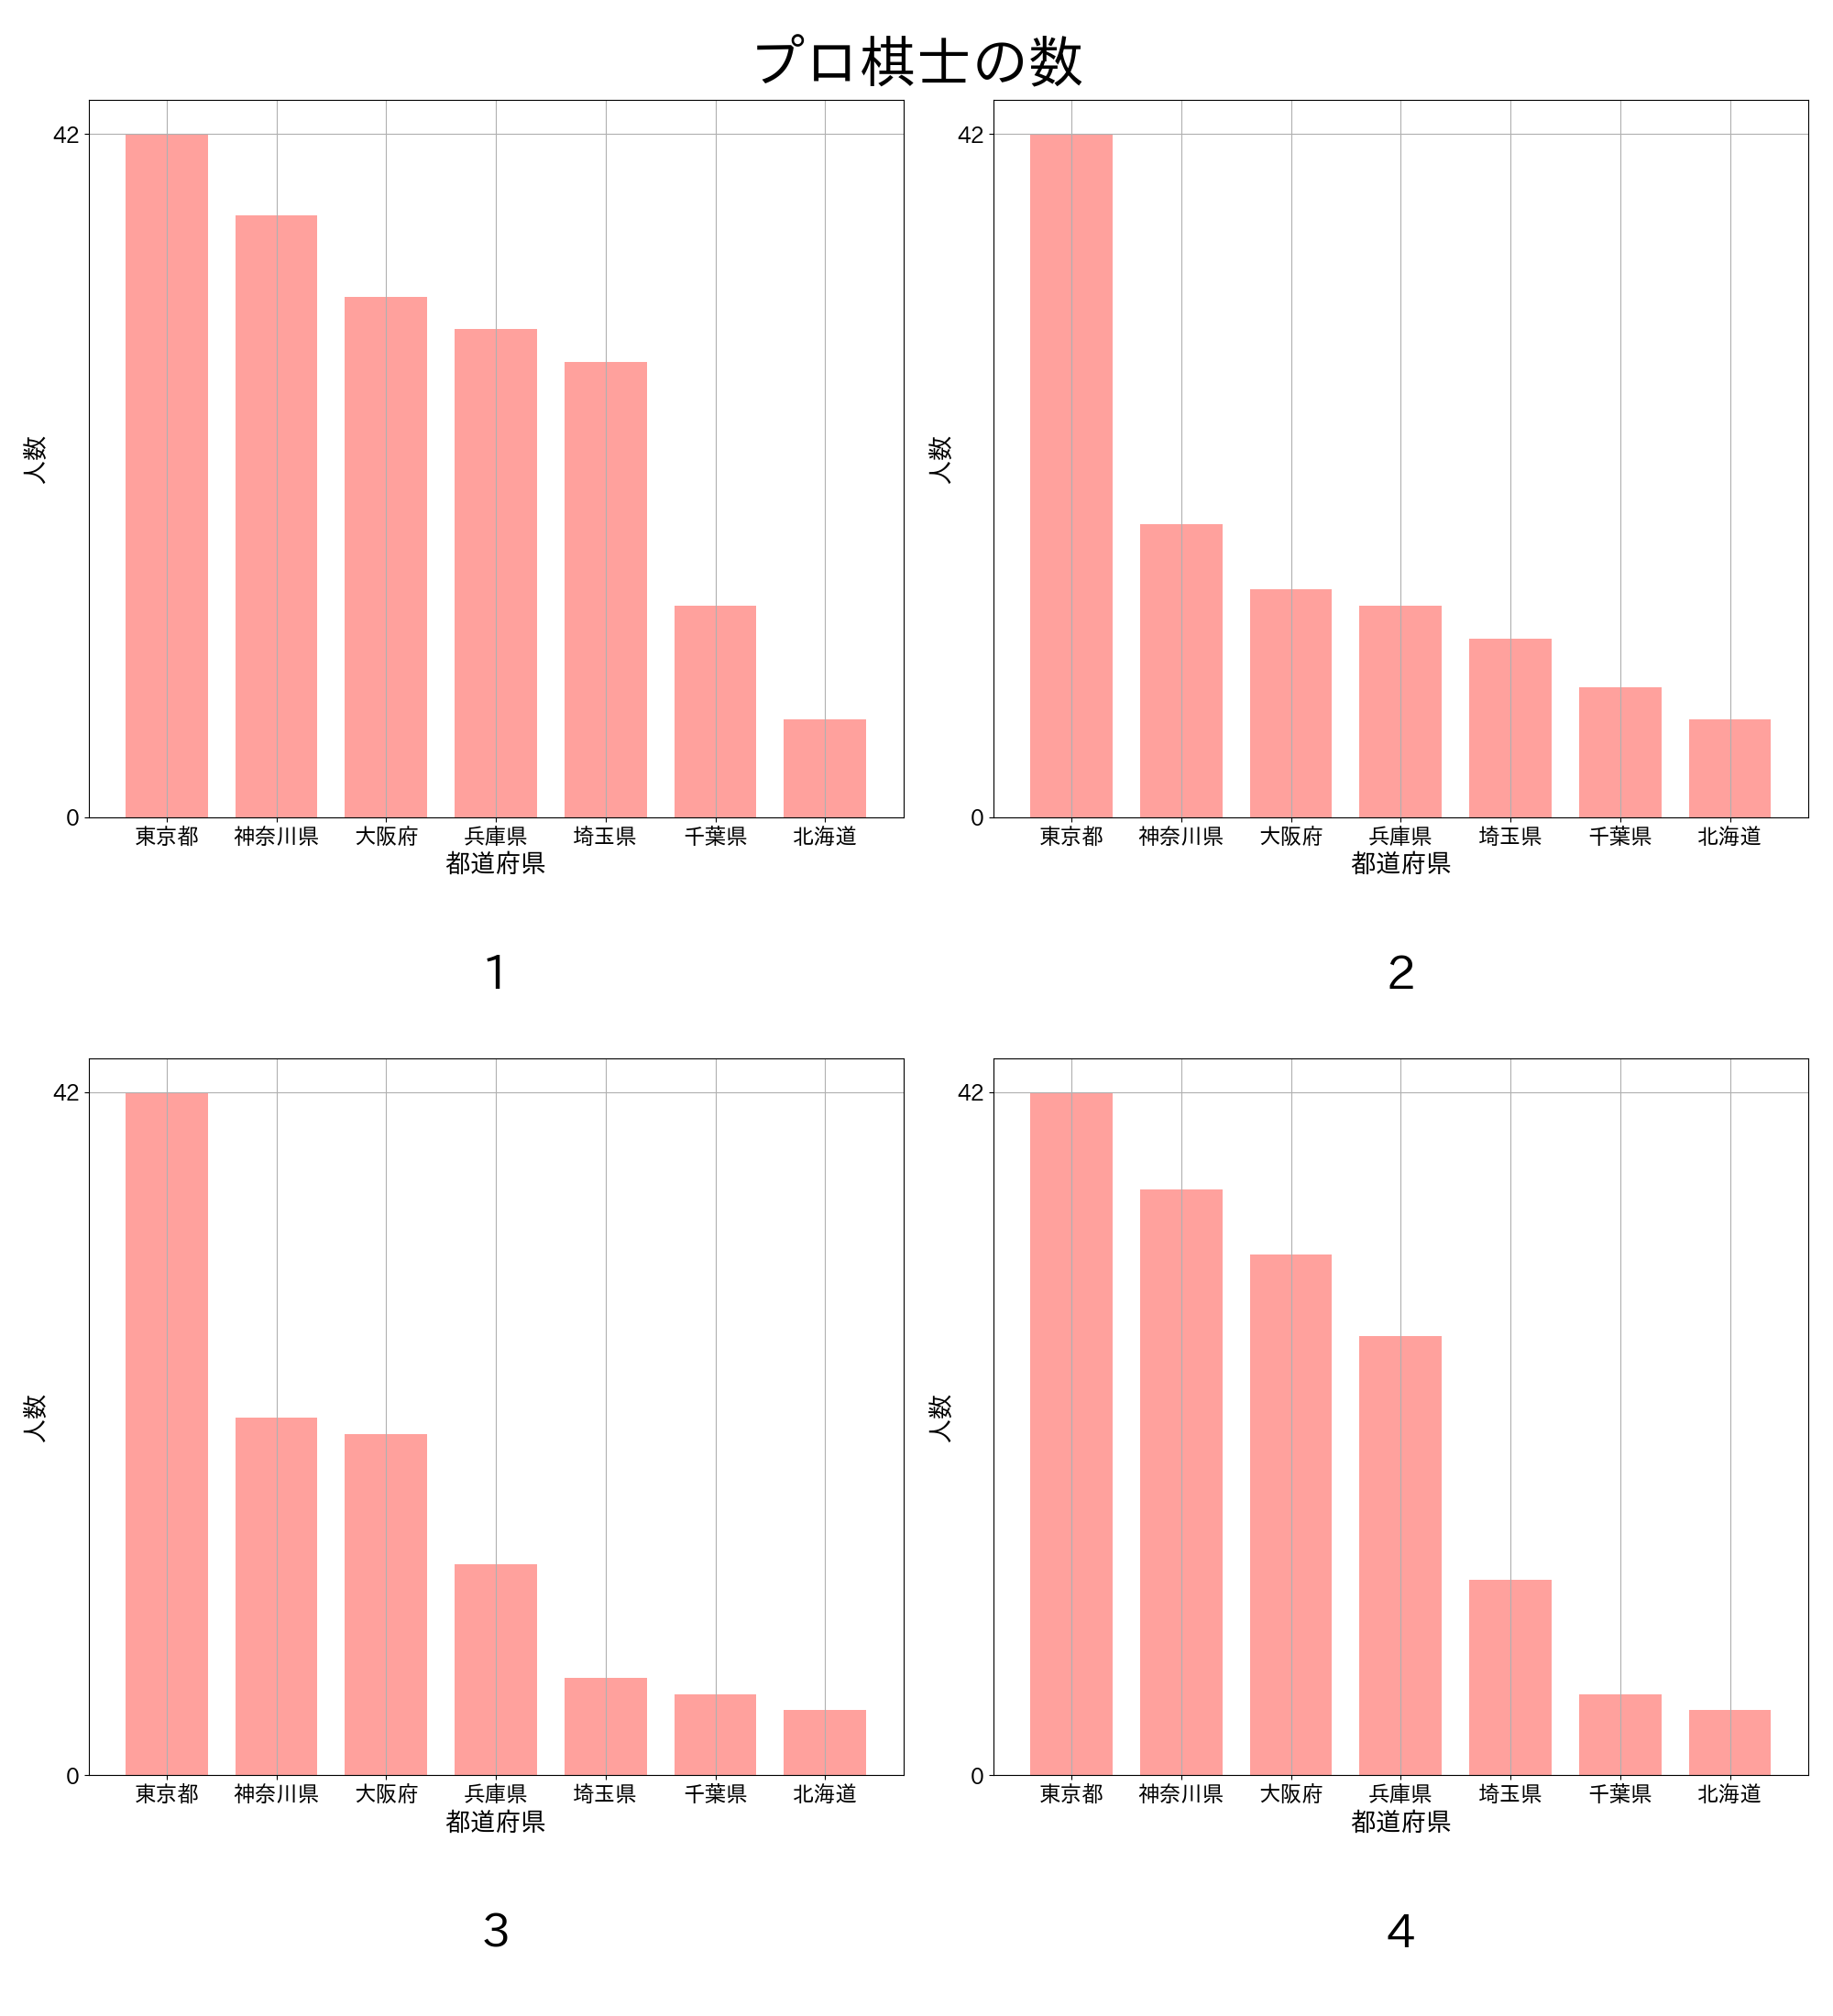 プロ棋士の数
42
0
人数
東京都 神奈川県 大阪府 兵庫県 埼玉県 千葉県 北海道
都道府県
1
42
0
人数
東京都 神奈川県 大阪府 兵庫県 埼玉県 千葉県 北海道
都道府県
2
42
0
人数
東京都 神奈川県 大阪府 兵庫県 埼玉県 千葉県 北海道
都道府県
3
42
0
人数
東京都 神奈川県 大阪府 兵庫県 埼玉県 千葉県 北海道
都道府県
4